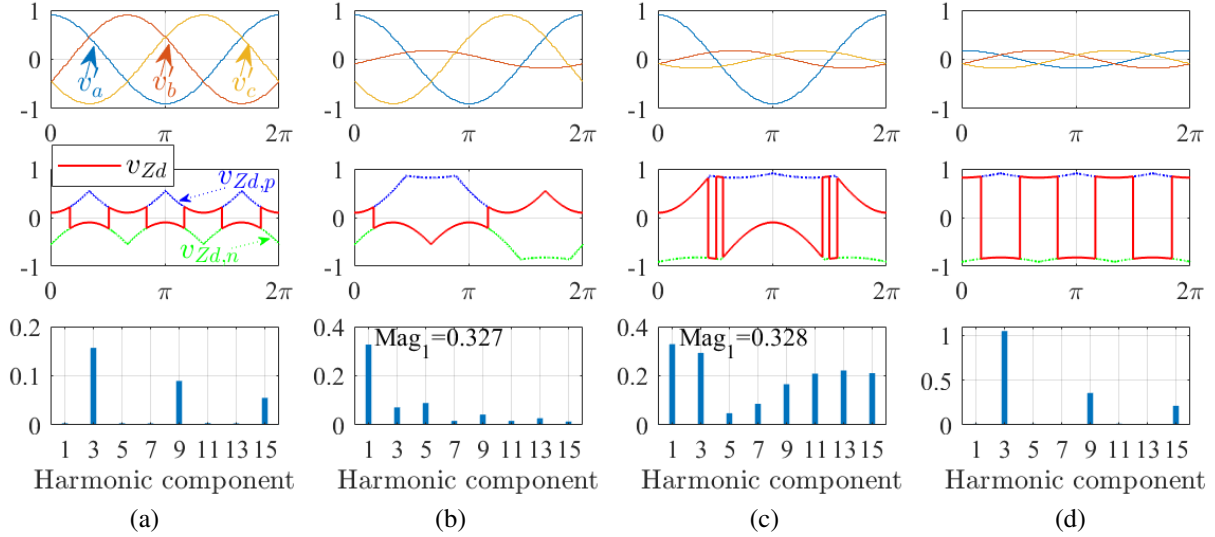 1 1 1 1
0 0 0 0
v′a v′b v′c
-1 -1 -1 -1
0 π 2π 0 π 2π 0 π 2π 0 π 2π
1 1 1 1
vZd vZd,p
0 0 0 0
vZd,n
-1 -1 -1 -1
0 π 2π 0 π 2π 0 π 2π 0 π 2π
0.2 0.4 0.4 1
Mag1=0.327 Mag1=0.328
0.1 0.2 0.2 0.5
0 0 0 0
1 3 5 7 9 11 13 15 1 3 5 7 9 11 13 15 1 3 5 7 9 11 13 15 1 3 5 7 9 11 13 15
Harmonic component Harmonic component Harmonic component Harmonic component
(a) (b) (c) (d)